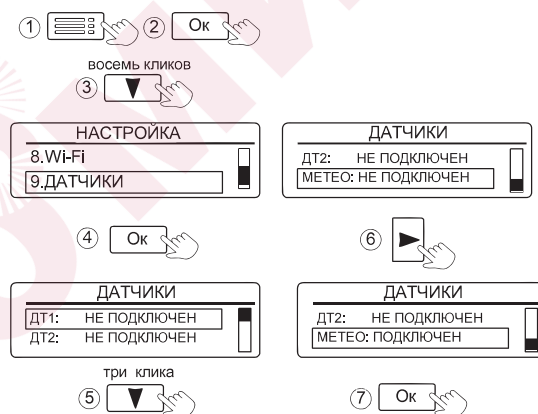 ① ② Ок
восемь кликов
③
НАСТРОЙКА
8.Wi-Fi
9.ДАТЧИКИ
④ Ок
ДАТЧИКИ
ДТ1: НЕ ПОДКЛЮЧЕН
ДТ2: НЕ ПОДКЛЮЧЕН
три клика
⑤
ДАТЧИКИ
ДТ2: НЕ ПОДКЛЮЧЕН
МЕТЕО: НЕ ПОДКЛЮЧЕН
⑥
ДАТЧИКИ
ДТ2: НЕ ПОДКЛЮЧЕН
МЕТЕО: ПОДКЛЮЧЕН
⑦ Ок